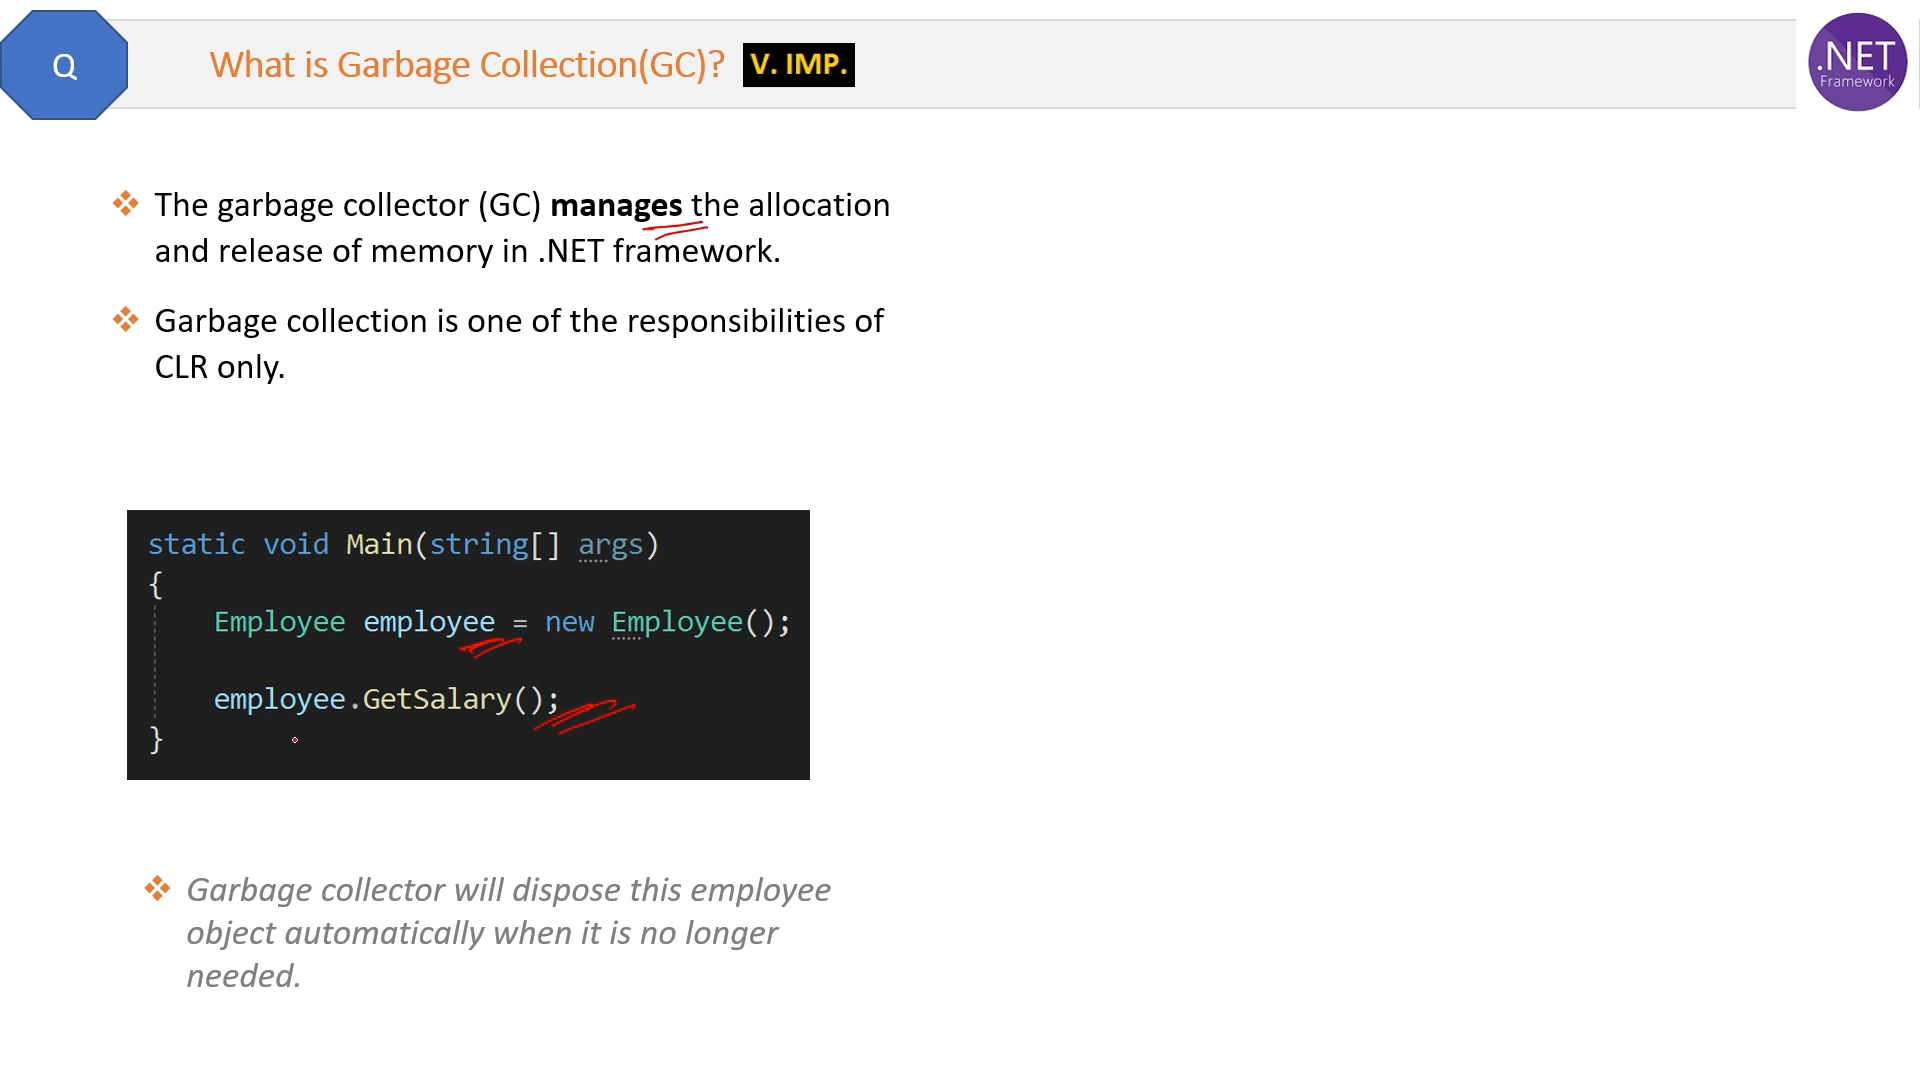 Q
What is Garbage Collection(GC)? V. IMP.
.NET
Framework
The garbage collector (GC) manages the allocation
and release of memory in .NET framework.
Garbage collection is one of the responsibilities of
CLR only.
static void Main(string[] args)
{
Employee employee = new Employee();
employee.GetSalary();
}
Garbage collector will dispose this employee
object automatically when it is no longer
needed.